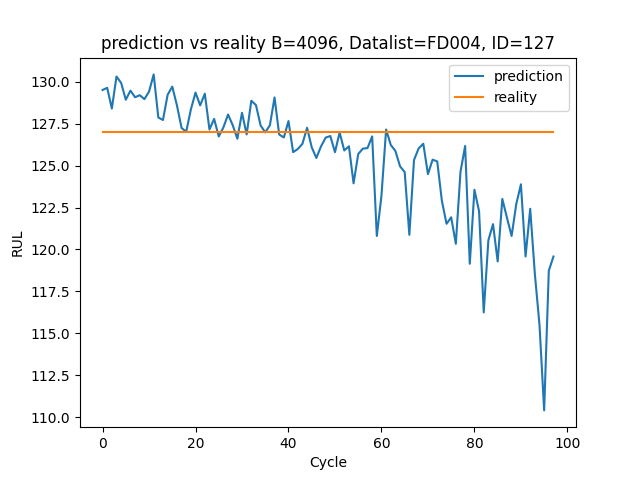 prediction vs reality B=4096, Datalist=FD004, ID=127
prediction
reality
130.0
127.5
125.0
122.5
120.0
117.5
115.0
112.5
110.0
RUL
0 20 40 60 80 100
Cycle